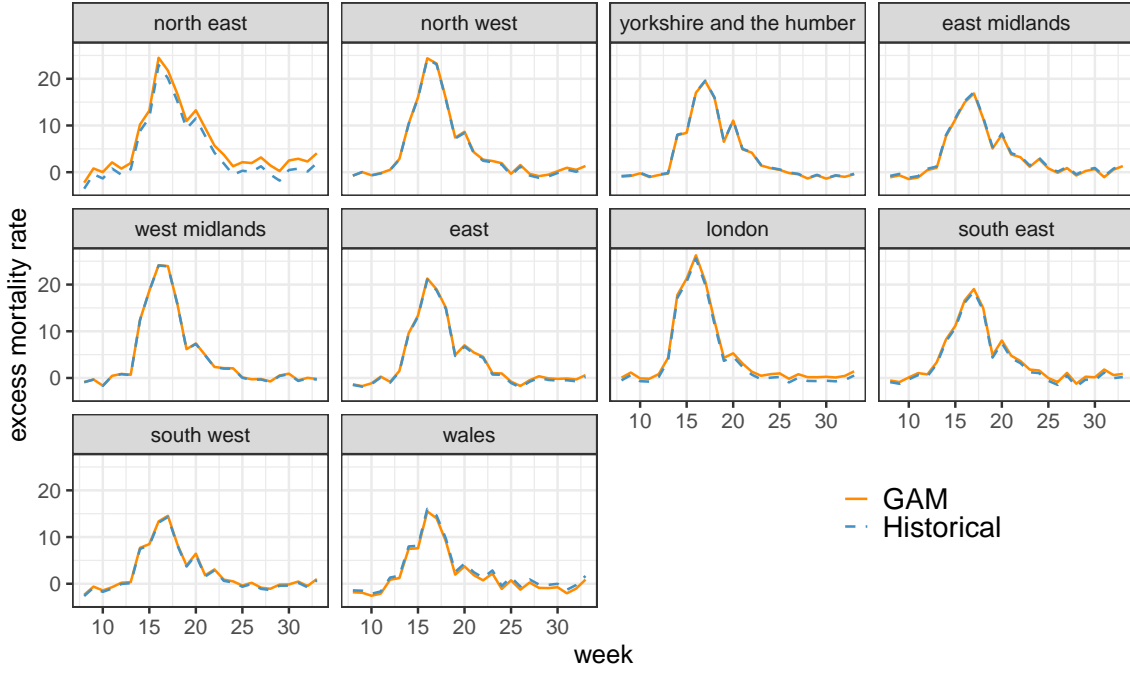 north east
north west
yorkshire and the humber
east midlands
20
10
0
west midlands
east
london
south east
20
10
0
10 15 20 25 30
10 15 20 25 30
south west
wales
20
10
0
10 15 20 25 30
10 15 20 25 30
excess mortality rate
week
GAM
Historical